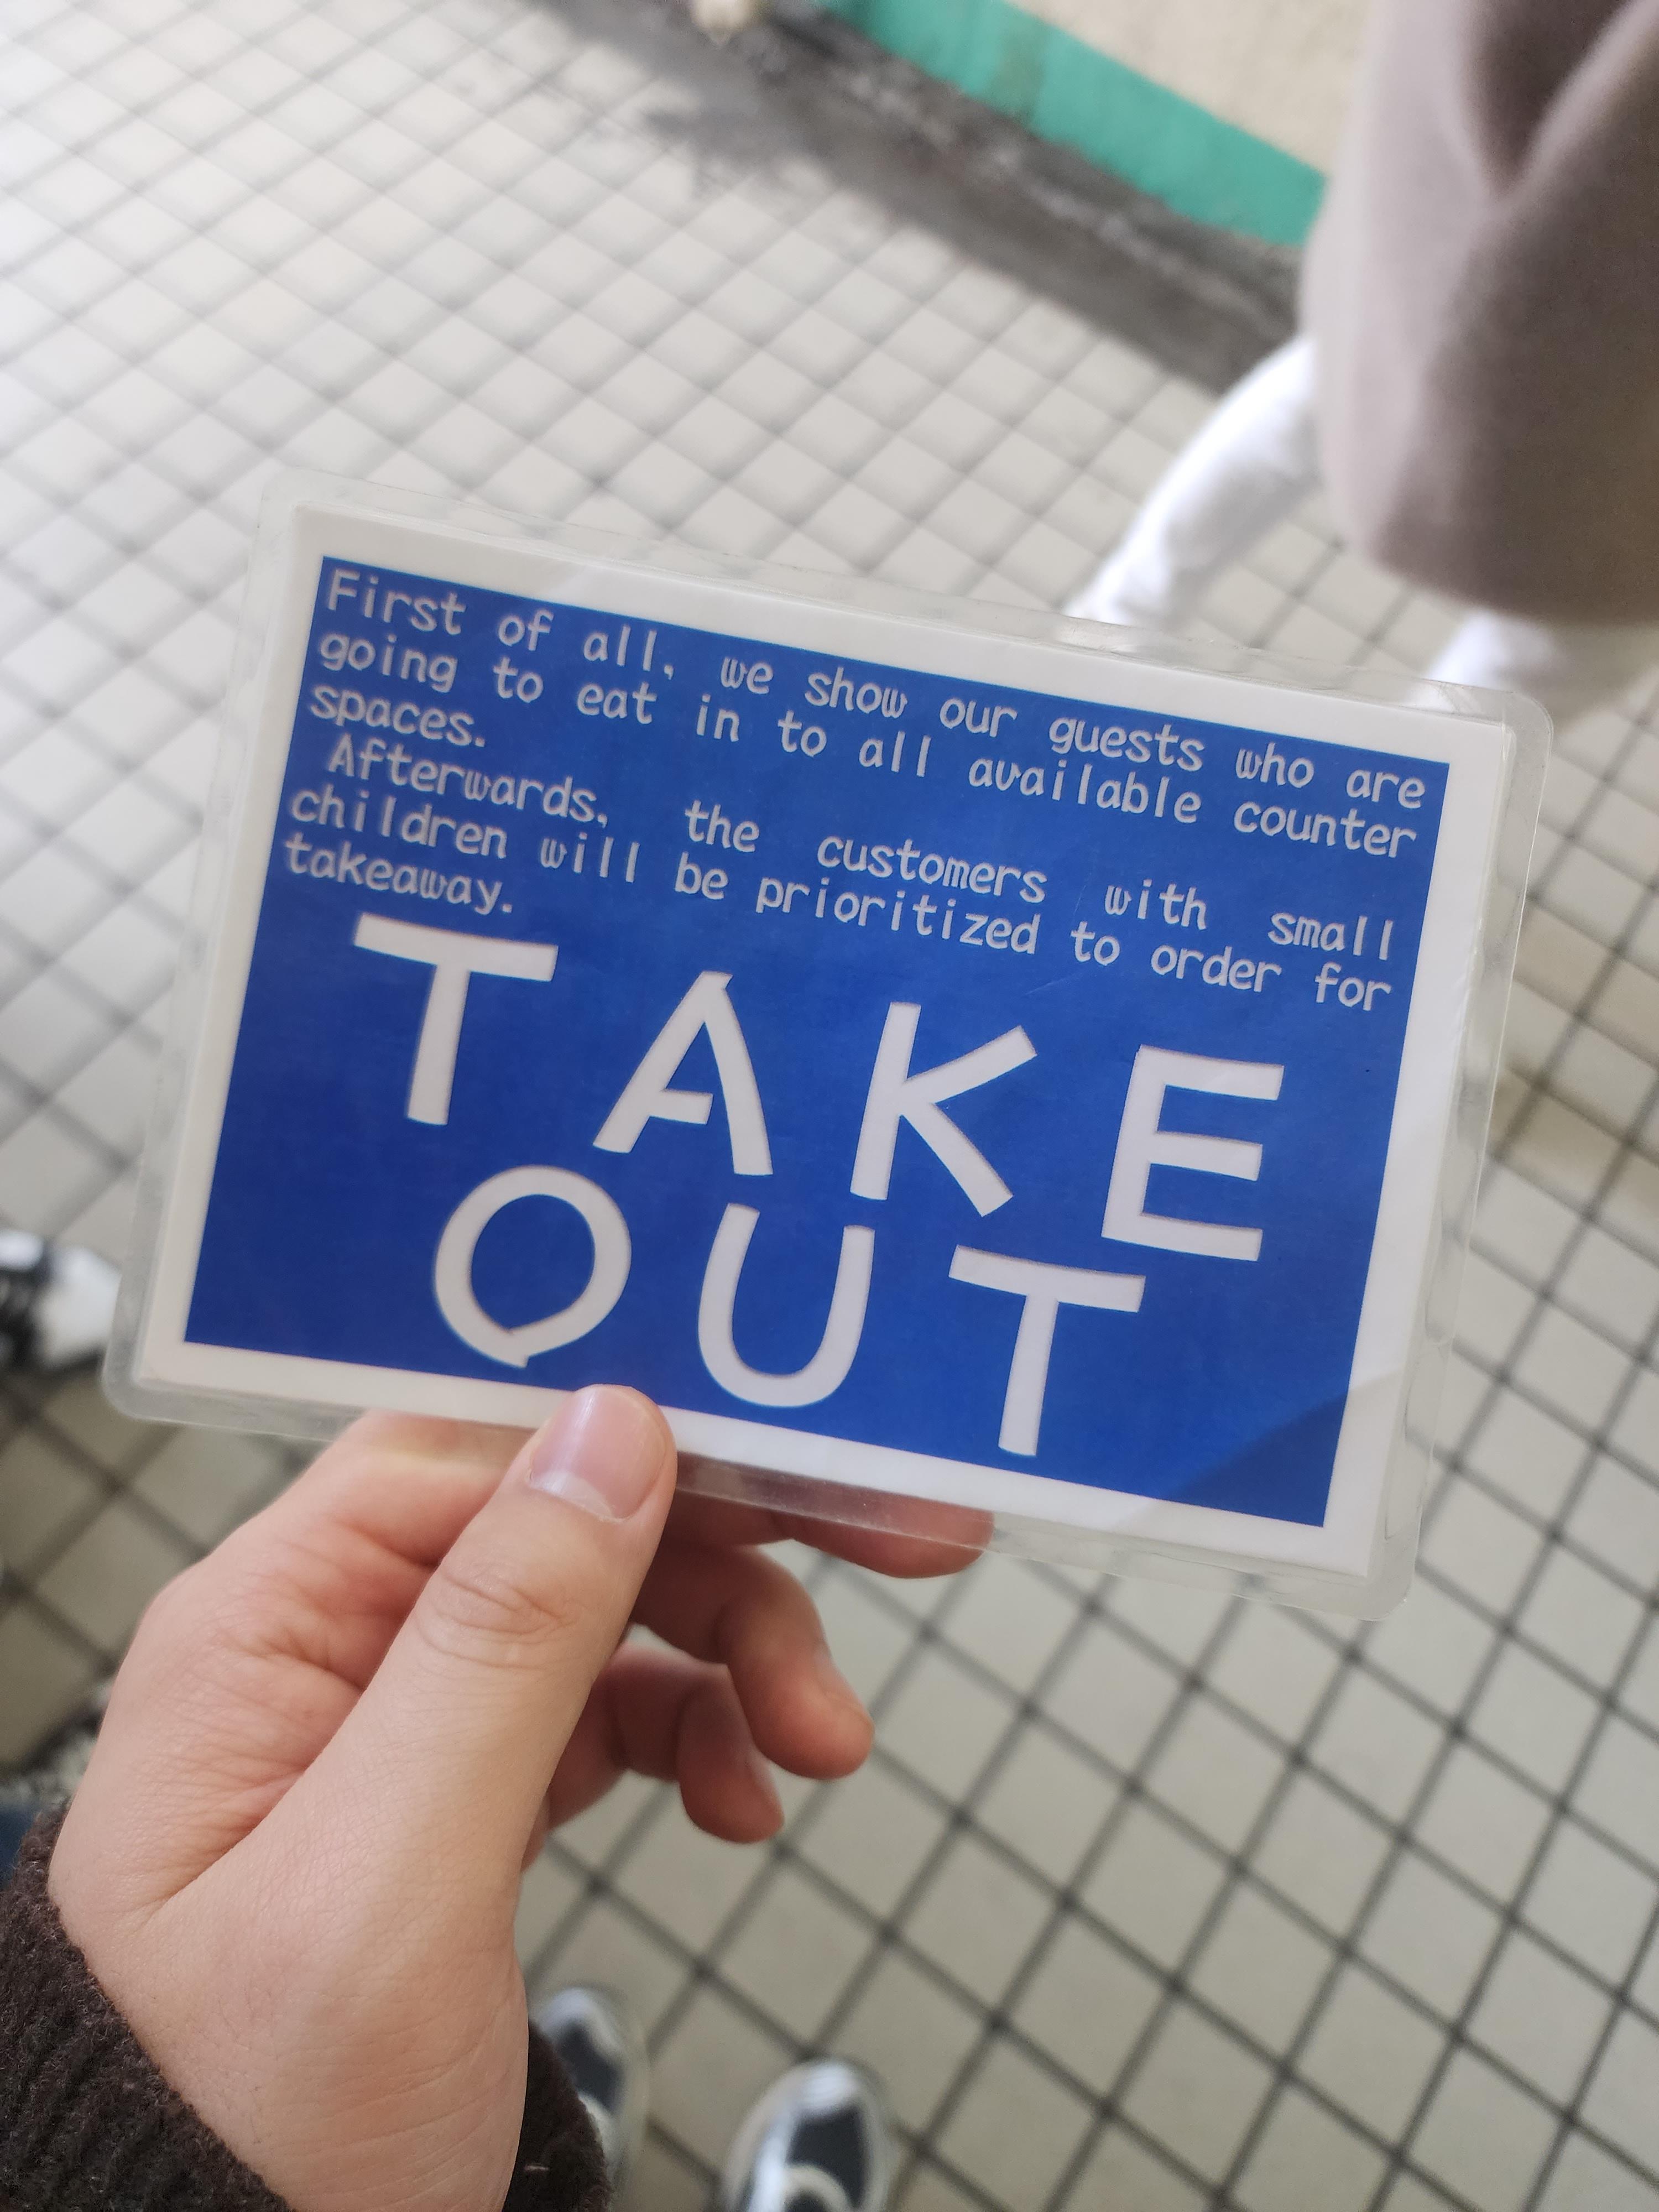 First of all, we show our guests who are
going to eat in to all available counter
spaces.
Afterwards, the customers with small
children will be prioritized to order for
takeaway.
TAKE
OUT